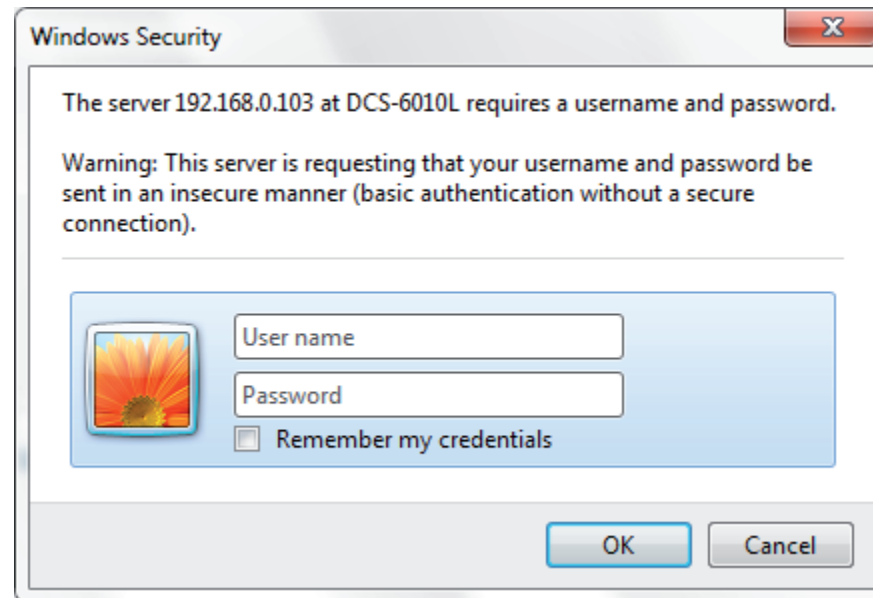 Windows Security
The server 192.168.0.103 at DCS-6010L requires a username and password.
Warning: This server is requesting that your username and password be
sent in an insecure manner (basic authentication without a secure
connection).
User name
Password
Remember my credentials
OK Cancel